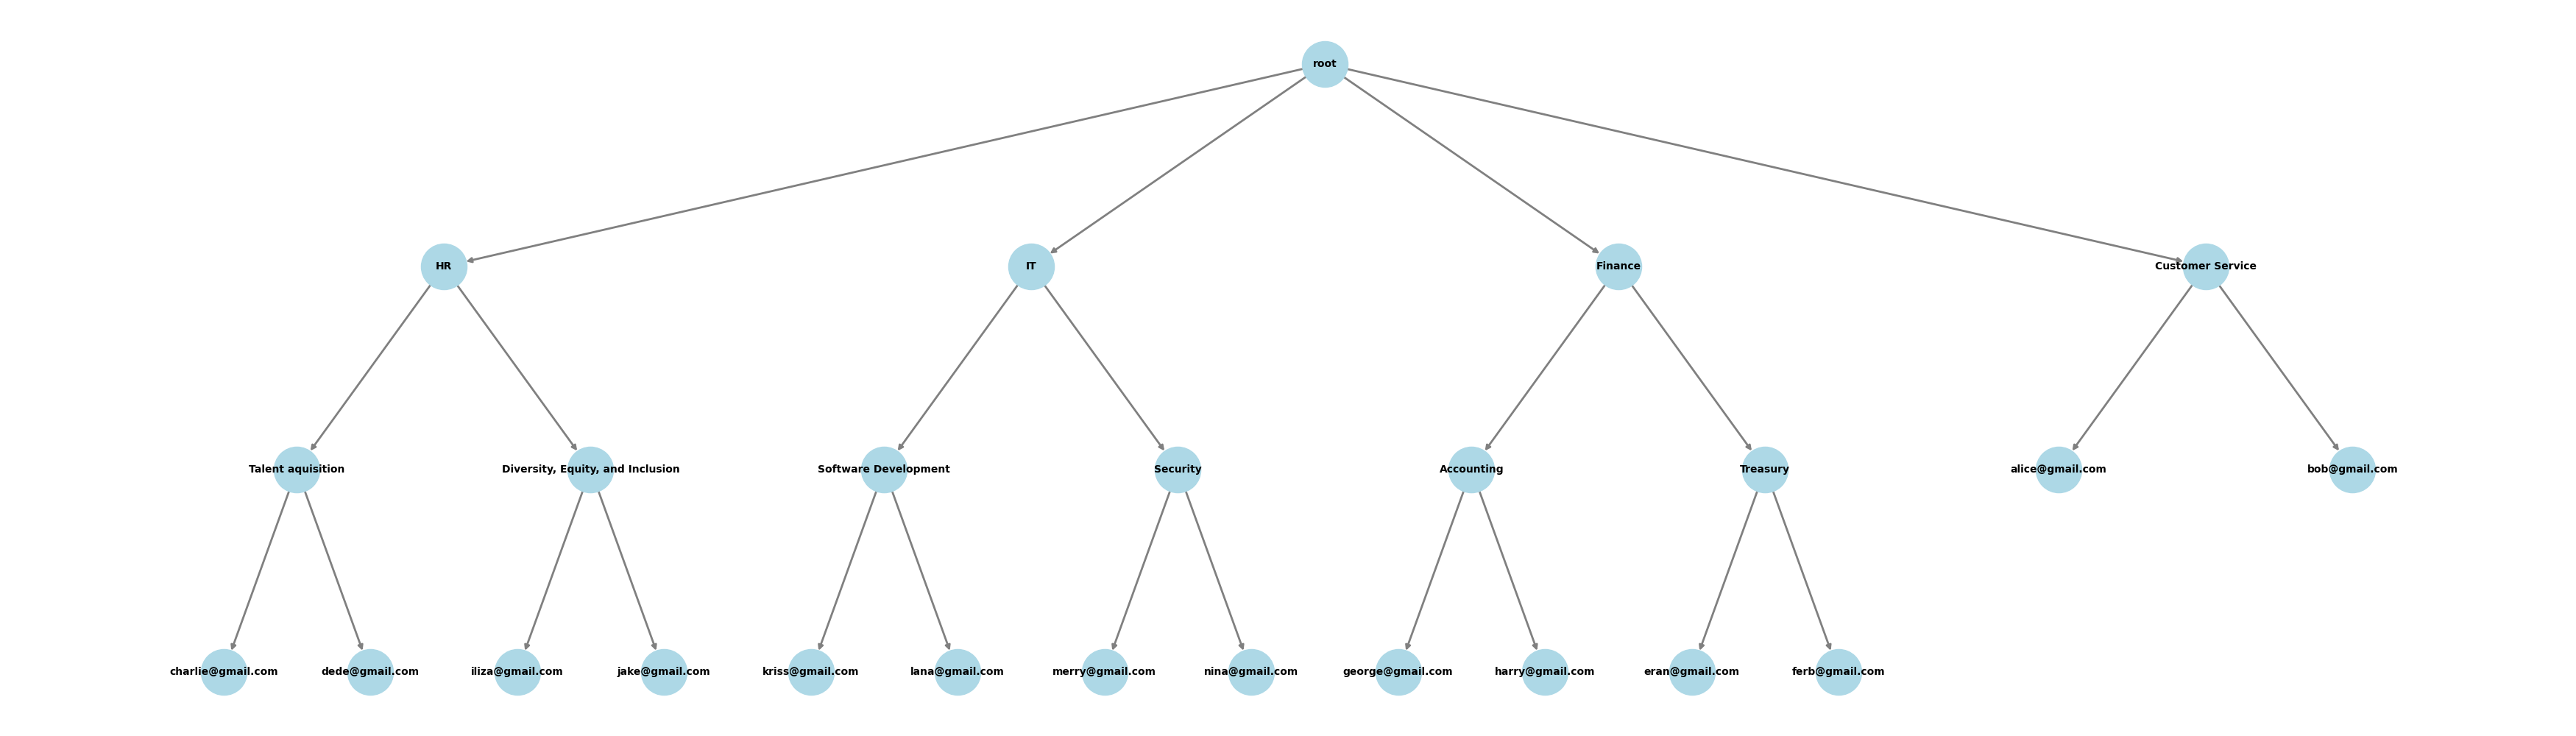 root
HR
IT
Finance
Customer Service
Talent aquisition
Diversity, Equity, and Inclusion
Software Development
Security
Accounting
Treasury
alice@gmail.com
bob@gmail.com
charlie@gmail.com
dede@gmail.com
iliza@gmail.com
jake@gmail.com
kriss@gmail.com
lana@gmail.com
merry@gmail.com
nina@gmail.com
george@gmail.com
harry@gmail.com
eran@gmail.com
ferb@gmail.com